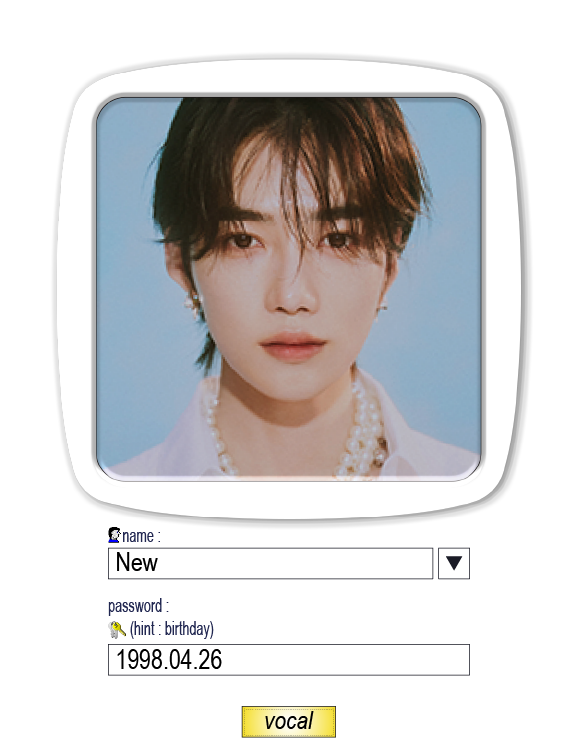 name :
New
password :
(hint : birthday)
1998.04.26
vocal